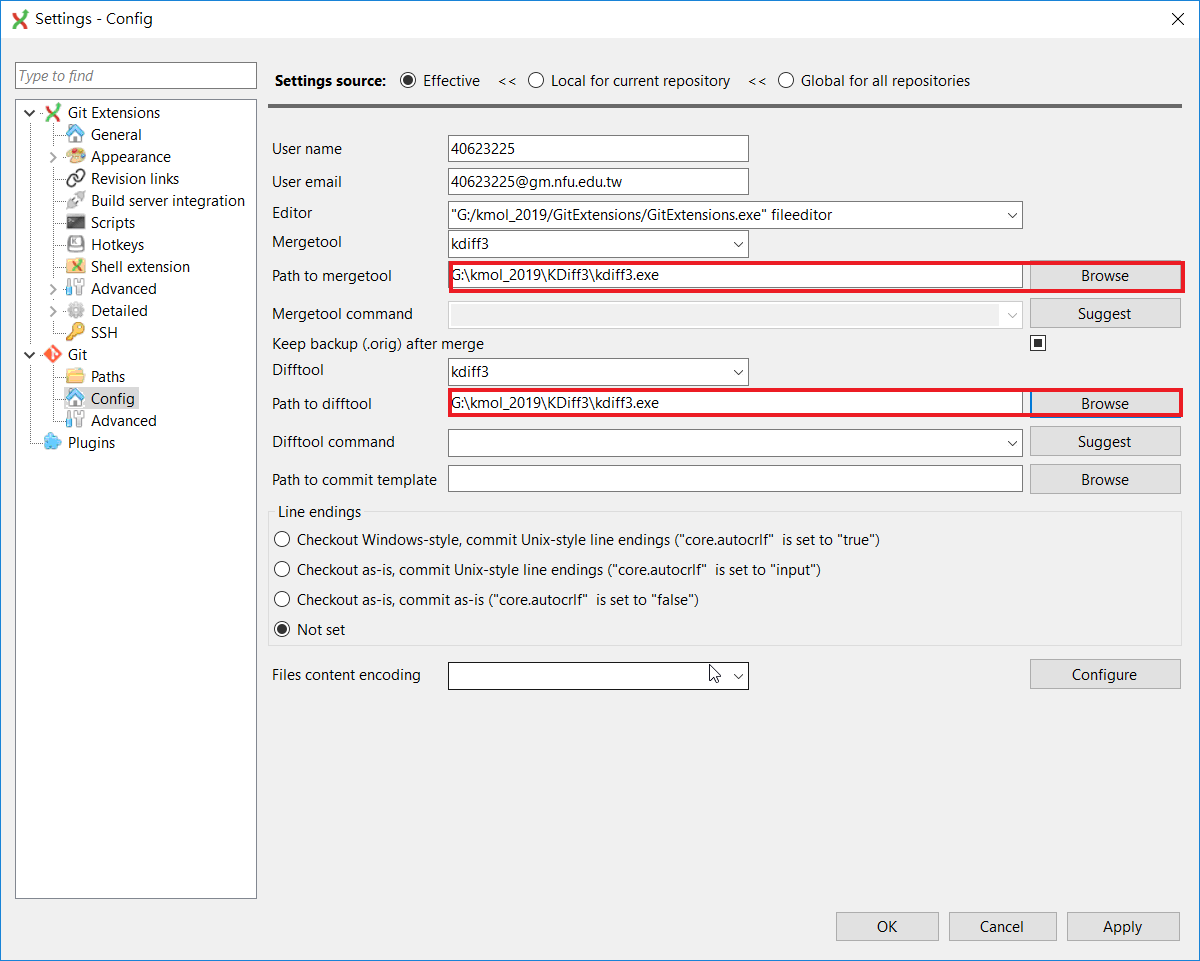 Settings - Config
Type to find
Settings source: Effective << Local for current repository << Global for all repositories
Git Extensions
General
Appearance
Revision links
Build server integration
Scripts
Hotkeys
Shell extension
Advanced
Detailed
SSH
Git
Paths
Config
Advanced
Plugins
User name 40623225
User email 40623225@gm.nfu.edu.tw
Editor "G:/kmol_2019/GitExtensions/GitExtensions.exe" fileeditor
Mergetool kdiff3
Path to mergetool G:\kmol_2019\KDiff3\kdiff3.exe Browse
Mergetool command Suggest
Keep backup (.orig) after merge
Difftool kdiff3
Path to difftool G:\kmol_2019\KDiff3\kdiff3.exe Browse
Difftool command Suggest
Path to commit template Browse
Line endings
Checkout Windows-style, commit Unix-style line endings ("core.autocrlf"  is set to "true")
Checkout as-is, commit Unix-style line endings ("core.autocrlf"  is set to "input")
Checkout as-is, commit as-is ("core.autocrlf"  is set to "false")
Not set
Files content encoding Configure
OK Cancel Apply